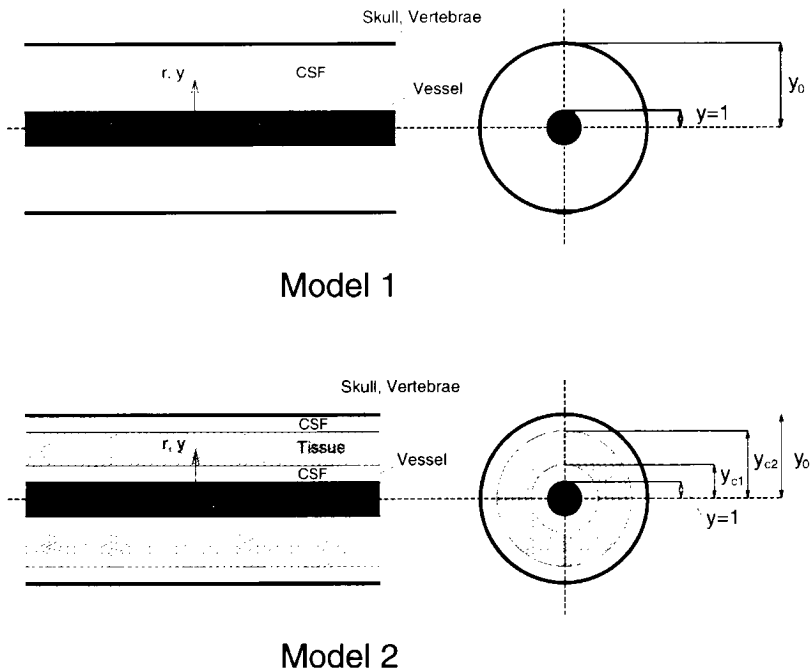 Skull, Vertebrae
r, y
CSF
Vessel
y=1
y0
Model 1
Skull, Vertebrae
CSF
r, y
Tissue
CSF
Vessel
yc1
yc2
y0
y=1
Model 2